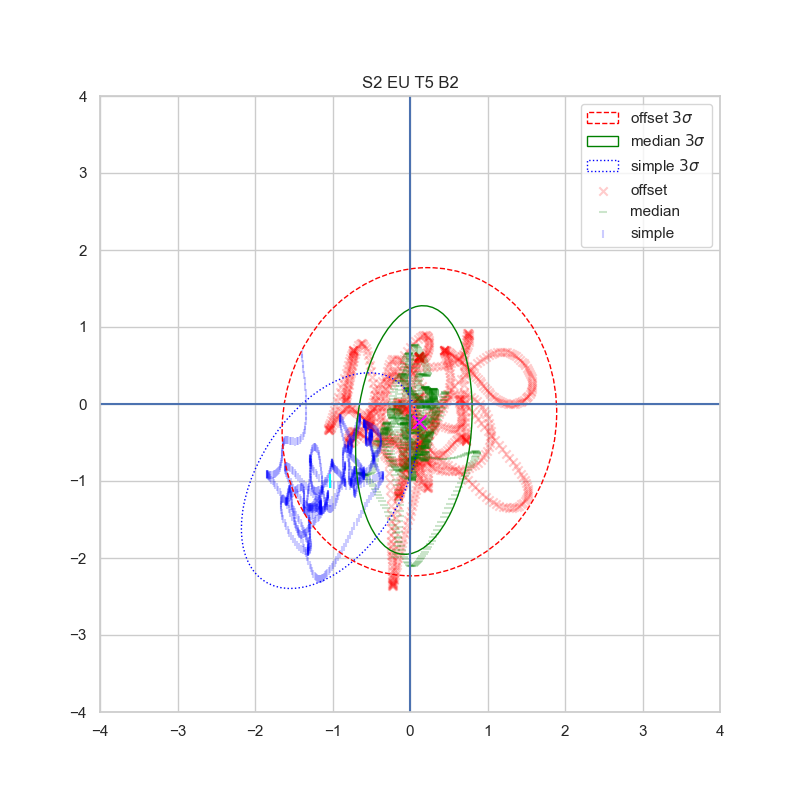 S2 EU T5 B2
offset 3σ
median 3σ
simple 3σ
offset
median
simple
4
3
2
1
0
−1
−2
−3
−4
−4 −3 −2 −1 0 1 2 3 4